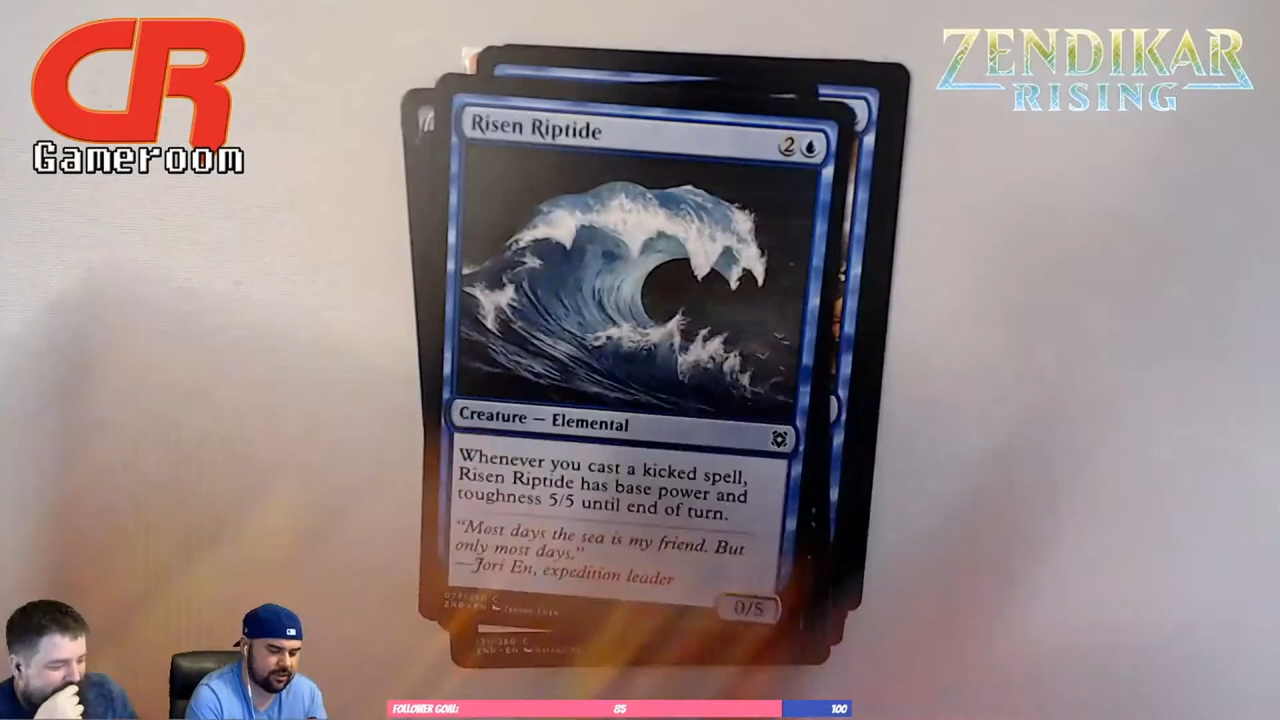 CR
Gameroom
ZENDIKAR
RISING
Risen Riptide
2
Creature — Elemental
Whenever you cast a kicked spell,
Risen Riptide has base power and
toughness 5/5 until end of turn.
"Most days the sea is my friend. But
only most days."
—Jori En, expedition leader
0/5
FOLLOWER GOAL:
85
100